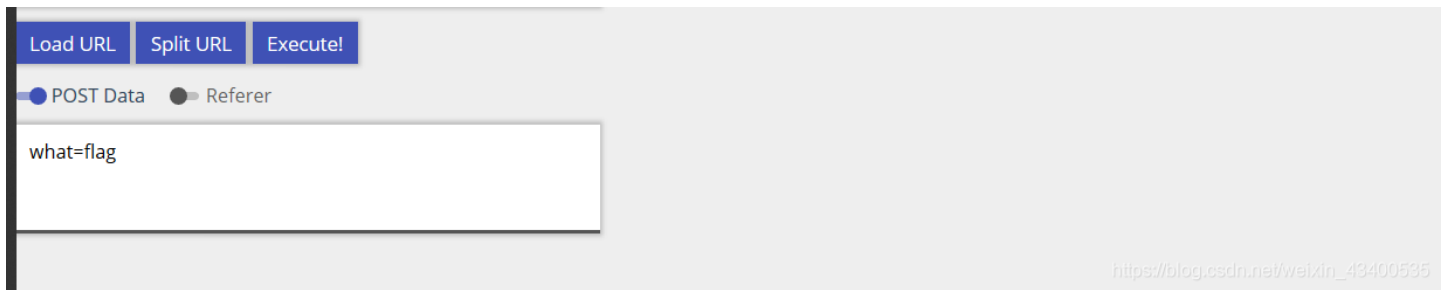 Load URL Split URL Execute!
POST Data Referer
what=flag
https://blog.csdn.net/weixin_43400535